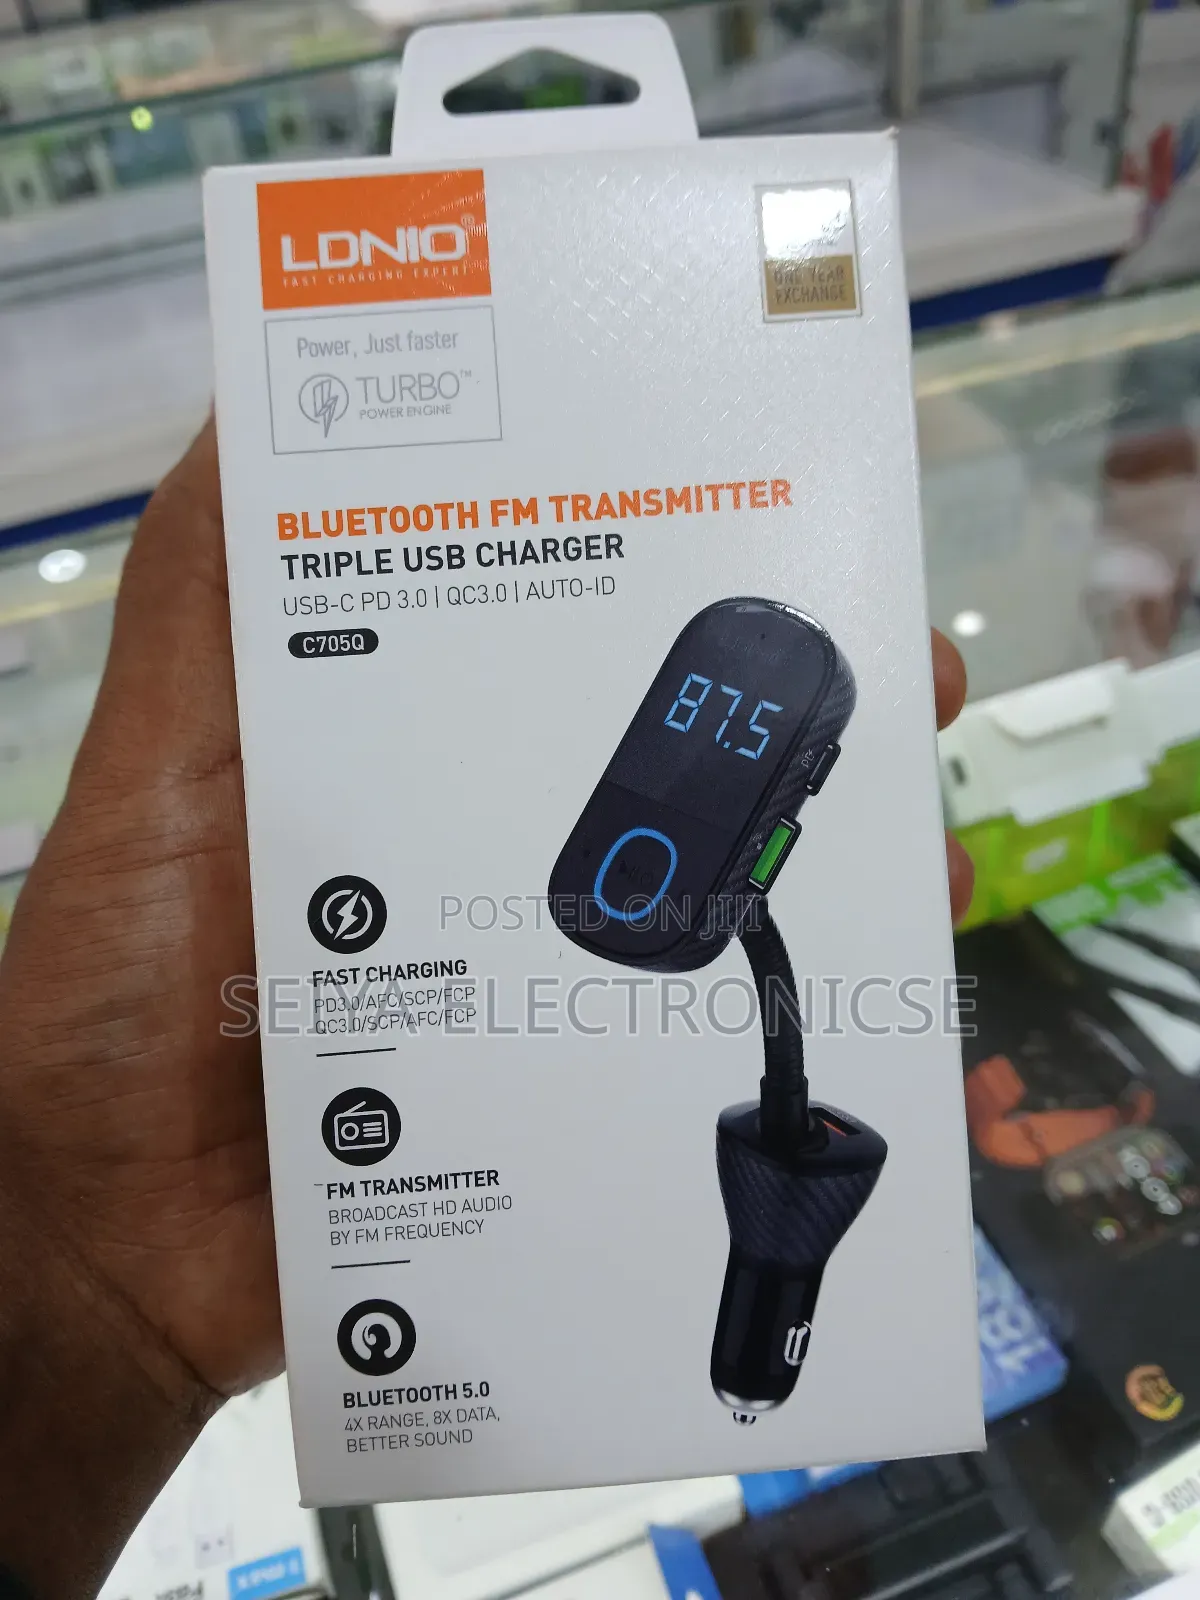 LDNIO®
FAST CHARGING EXPERT
ONE YEAR
EXCHANGE
Power, Just faster
TURBO™
POWER ENGINE
BLUETOOTH FM TRANSMITTER
TRIPLE USB CHARGER
USB-C PD 3.0 | QC3.0 | AUTO-ID
C705Q
87.5
PD
POSTED ON JIJI
SEIYA ELECTRONICSE
FAST CHARGING
PD3.0/AFC/SCP/FCP
QC3.0/SCP/AFC/FCP
FM TRANSMITTER
BROADCAST HD AUDIO
BY FM FREQUENCY
BLUETOOTH 5.0
4X RANGE, 8X DATA,
BETTER SOUND